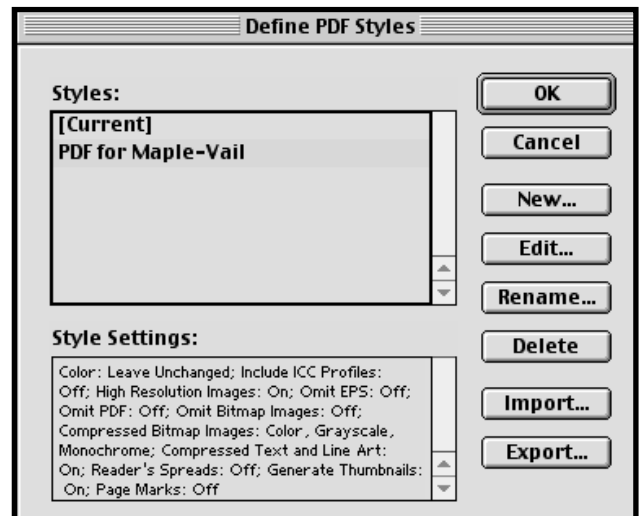 Define PDF Styles
Styles:
[Current]
PDF for Maple-Vail
OK
Cancel
New...
Edit...
Rename...
Delete
Import...
Export...
Style Settings:
Color: Leave Unchanged; Include ICC Profiles:
Off; High Resolution Images: On; Omit EPS: Off;
Omit PDF: Off; Omit Bitmap Images: Off;
Compressed Bitmap Images: Color, Grayscale,
Monochrome; Compressed Text and Line Art:
On; Reader's Spreads: Off; Generate Thumbnails:
On; Page Marks: Off